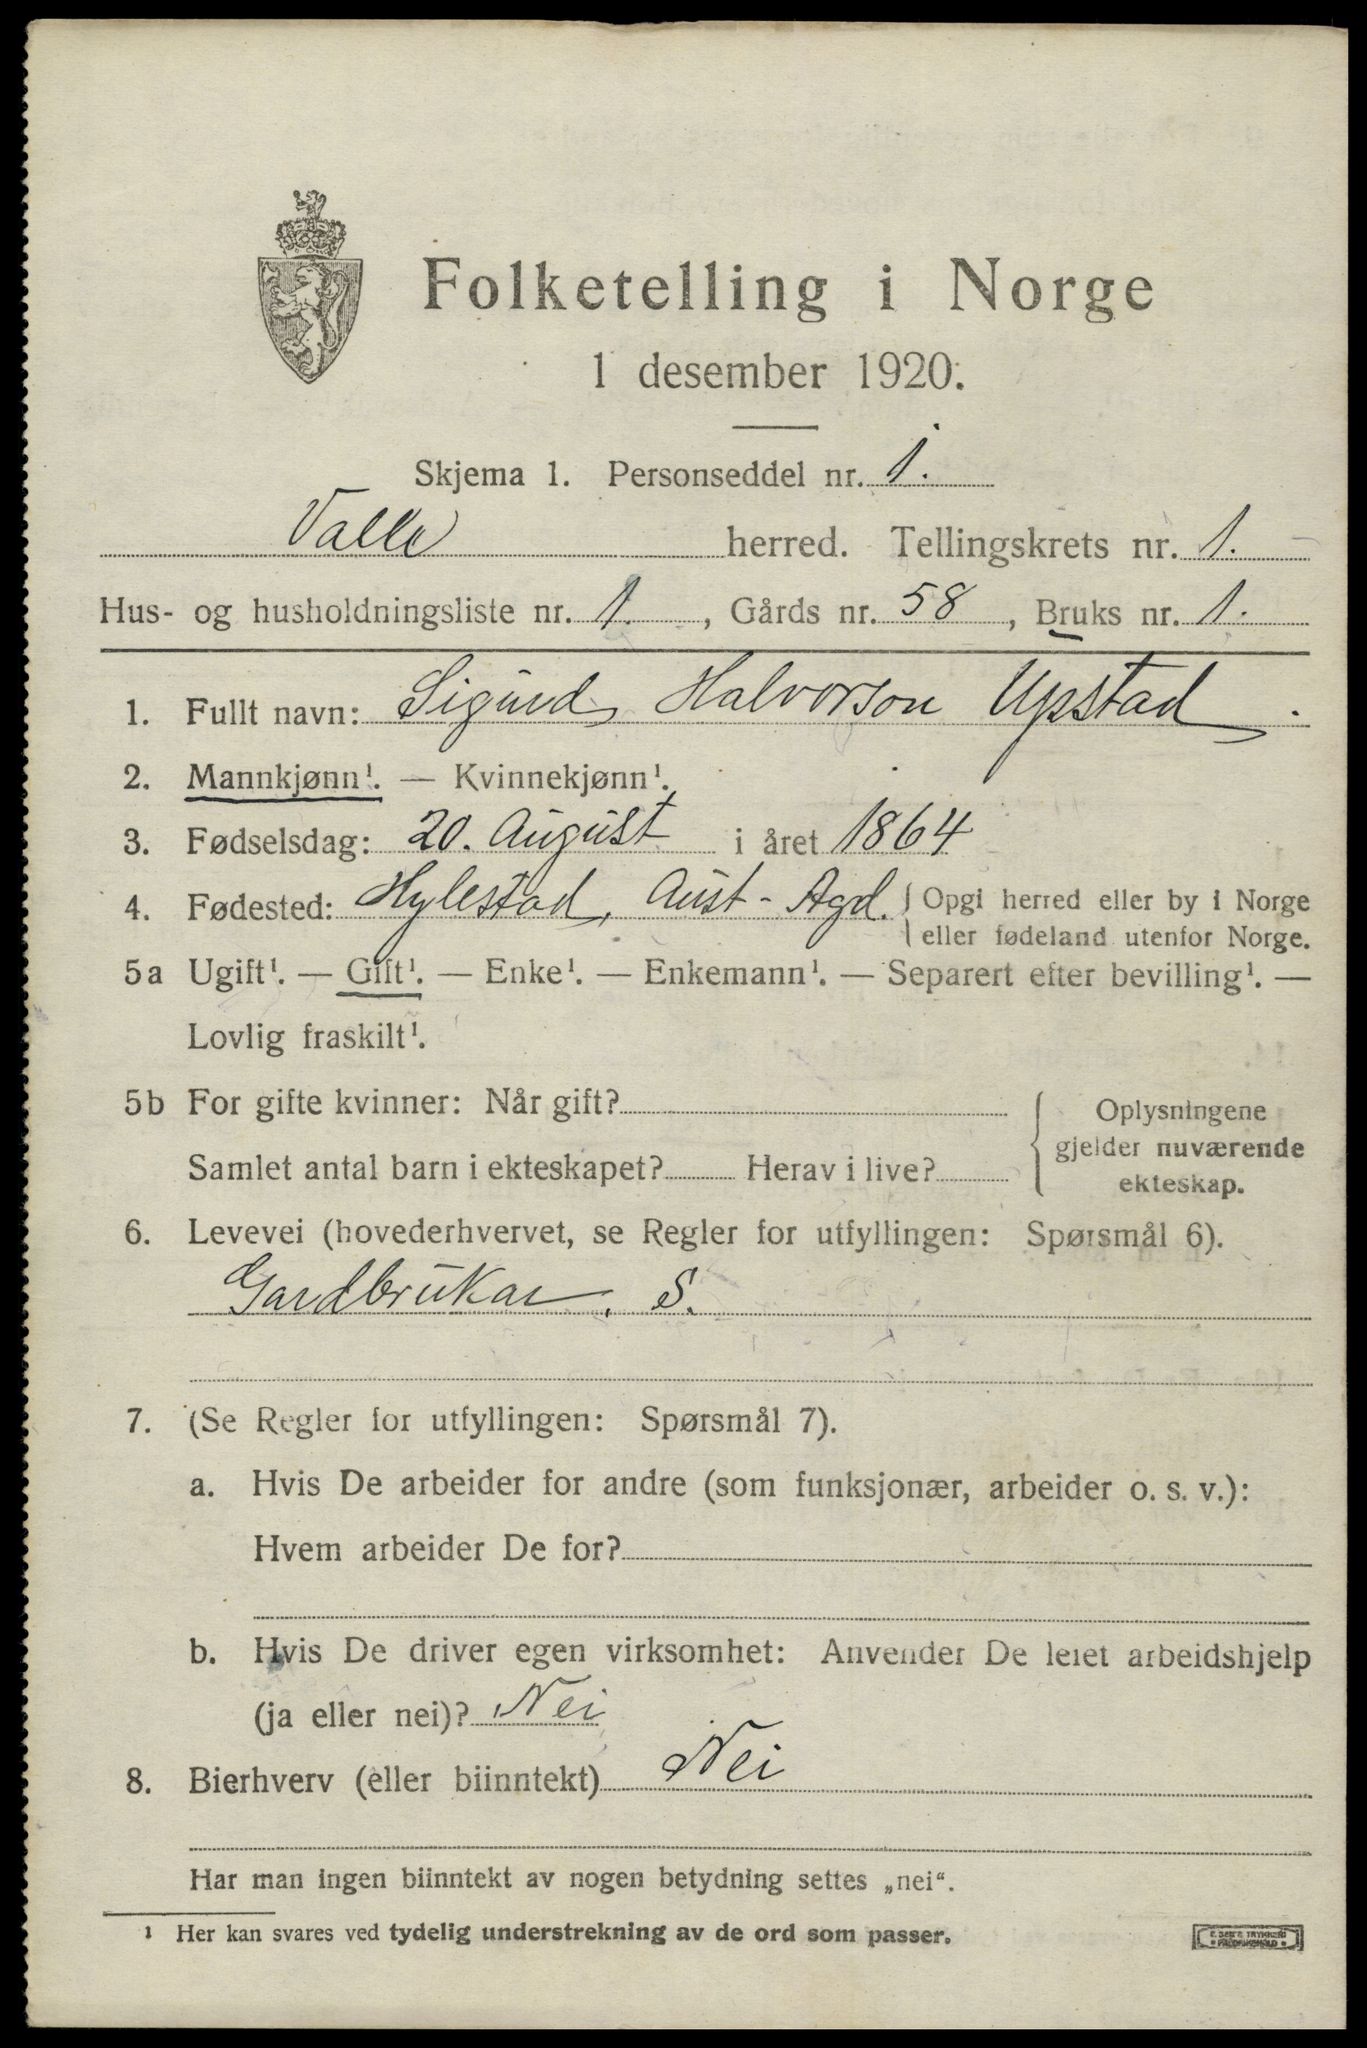 Folketelling i Norge
1 desember 1920.
Skjema 1. Personseddel nr. 1.
Valle herred. Tellingskrets nr. 1.
Hus- og husholdningsliste nr. 1. , Gårds nr. 58 , Bruks nr. 1.
1. Fullt navn: Sigurd Halvorson Upstad.
2. Mannkjønn¹. — Kvinnekjønn¹.
3. Fødselsdag: 20. August i året 1864
4. Fødested: Hylestad, Aust-Agd. { Opgi herred eller by i Norge
eller fødeland utenfor Norge.
5a Ugift¹. — Gift¹. — Enke¹. — Enkemann¹. — Separert efter bevilling¹. —
Lovlig fraskilt¹.
5b For gifte kvinner: Når gift?
Samlet antal barn i ekteskapet? Herav i live?
{ Oplysningene
gjelder nuværende
ekteskap.
6. Levevei (hovederhvervet, se Regler for utfyllingen: Spørsmål 6).
Gardbrukar. S.
7. (Se Regler for utfyllingen: Spørsmål 7).
a. Hvis De arbeider for andre (som funksjonær, arbeider o. s. v.):
Hvem arbeider De for?
b. Hvis De driver egen virksomhet: Anvender De leiet arbeidshjelp
(ja eller nei)? Nei
8. Bierhverv (eller biinntekt) Nei
Har man ingen biinntekt av nogen betydning settes „nei“.
¹ Her kan svares ved tydelig understrekning av de ord som passer.